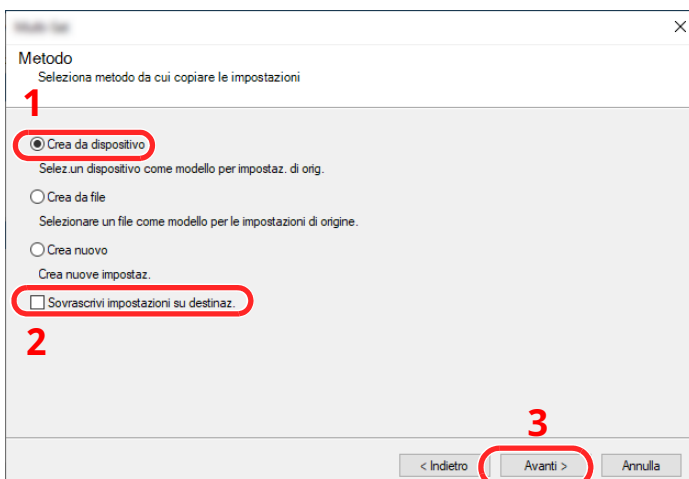 Metodo
Seleziona metodo da cui copiare le impostazioni
1
Crea da dispositivo
Selez.un dispositivo come modello per impostaz. di orig.
Crea da file
Selezionare un file come modello per le impostazioni di origine.
Crea nuovo
Crea nuove impostaz.
Sovrascrivi impostazioni su destinaz.
2
3
< Indietro Avanti > Annulla